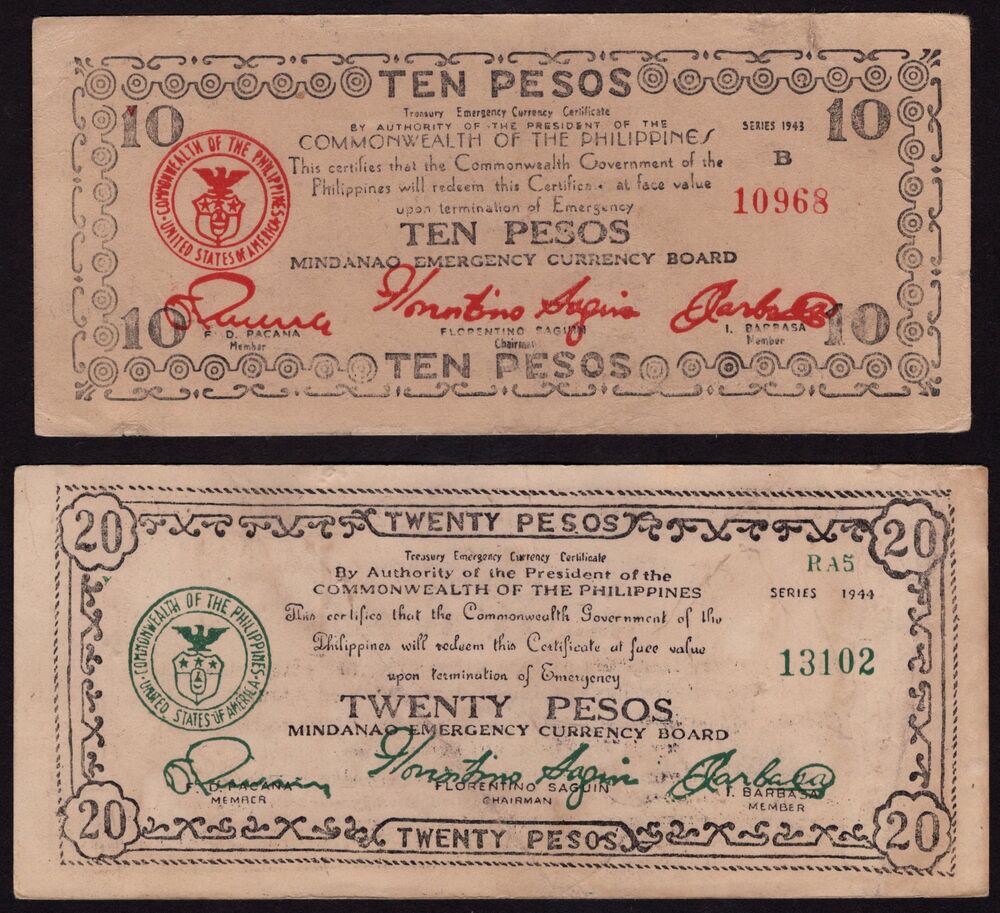 TEN PESOS
10 10
Treasury Emergency Currency Certificate
BY AUTHORITY OF THE PRESIDENT OF THE
SERIES 1943
COMMONWEALTH OF THE PHILIPPINES
B
This certifies that the Commonwealth Government of the
Philippines will redeem this Certificate at face value
10968
upon termination of Emergency
COMMONWEALTH OF THE PHILIPPINES
UNITED STATES OF AMERICA
TEN PESOS
MINDANAO EMERGENCY CURRENCY BOARD
Florentino Saguin
10 10
F. D. PACANA FLORENTINO SAGUIN I. BARBASA
Member Chairman Member
TEN PESOS
20 TWENTY PESOS 20
Treasury Emergency Currency Certificate
RA5
By Authority of the President of the
COMMONWEALTH OF THE PHILIPPINES
SERIES 1944
This certifies that the Commonwealth Government of the
Philippines will redeem this Certificate at face value
13102
upon termination of Emergency
COMMONWEALTH OF THE PHILIPPINES
UNITED STATES OF AMERICA
TWENTY PESOS
MINDANAO EMERGENCY CURRENCY BOARD
Florentino Saguin
F. D. PACANA FLORENTINO SAGUIN I. BARBASA
MEMBER CHAIRMAN MEMBER
20 TWENTY PESOS 20